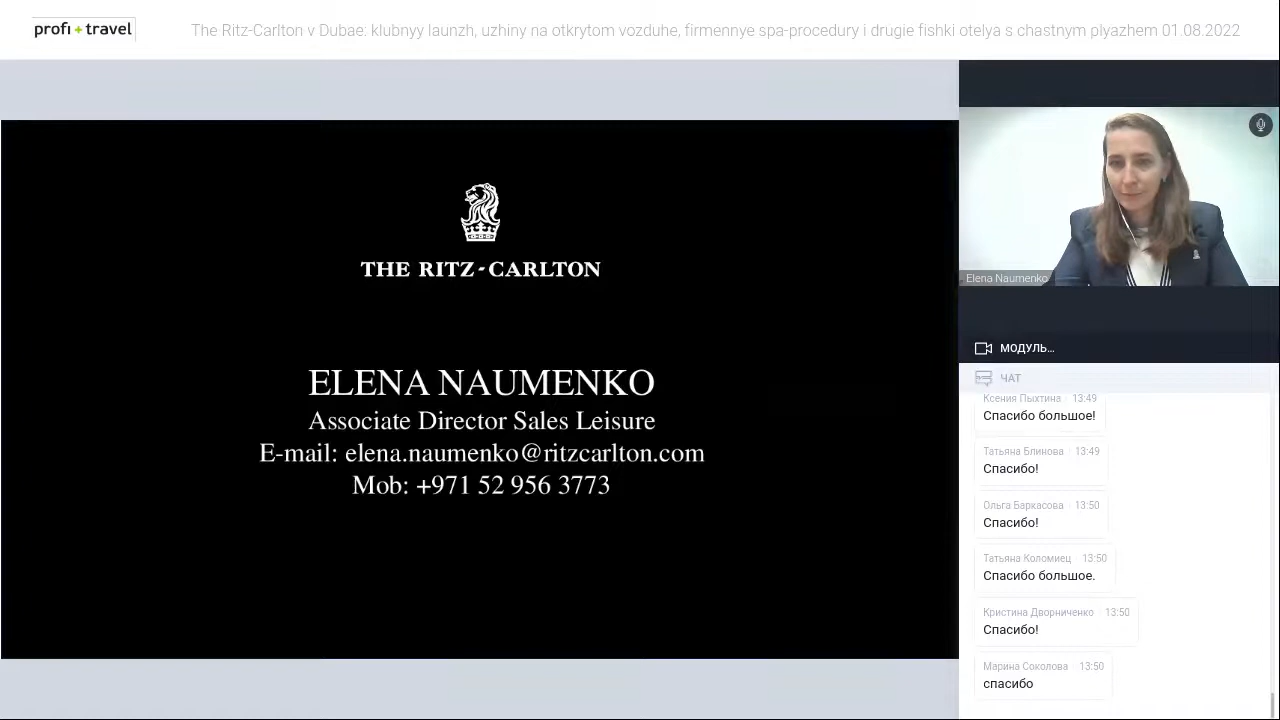 profi + travel
The Ritz-Carlton v Dubae: klubnyy launzh, uzhiny na otkrytom vozduhe, firmennye spa-procedury i drugie fishki otelya s chastnym plyazhem 01.08.2022
THE RITZ-CARLTON
ELENA NAUMENKO
Associate Director Sales Leisure
E-mail: elena.naumenko@ritzcarlton.com
Mob: +971 52 956 3773
Elena Naumenko
МОДУЛЬ…
ЧАТ
Ксения Пыхтина 13:49
Спасибо большое!
Татьяна Блинова 13:49
Спасибо!
Ольга Баркасова 13:50
Спасибо!
Татьяна Коломиец 13:50
Спасибо большое.
Кристина Дворниченко 13:50
Спасибо!
Марина Соколова 13:50
спасибо